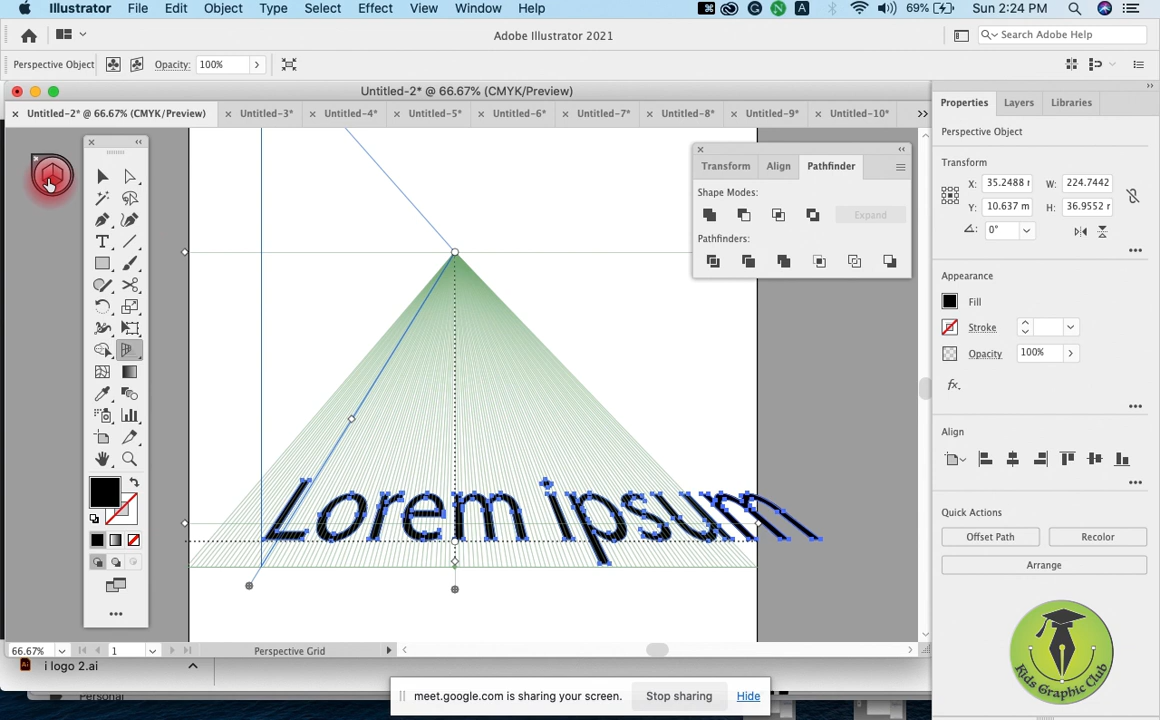 Illustrator File Edit Object Type Select Effect View Window Help
69% Sun 2:24 PM
Adobe Illustrator 2021
Search Adobe Help
Perspective Object Opacity: 100%
Untitled-2* @ 66.67% (CMYK/Preview)
Untitled-2* @ 66.67% (CMYK/Preview) Untitled-3* Untitled-4* Untitled-5* Untitled-6* Untitled-7* Untitled-8* Untitled-9* Untitled-10*
Properties Layers Libraries
Perspective Object
Transform
X: 35.2488 W: 224.7442
Y: 10.637 m H: 36.9552
0°
Appearance
Fill
Stroke
Opacity 100%
fx.
Align
Quick Actions
Offset Path Recolor
Arrange
Kids Graphic Club
Transform Align Pathfinder
Shape Modes:
Expand
Pathfinders:
Lorem ipsum
66.67% 1 Perspective Grid
i logo 2.ai
Personal
meet.google.com is sharing your screen. Stop sharing Hide